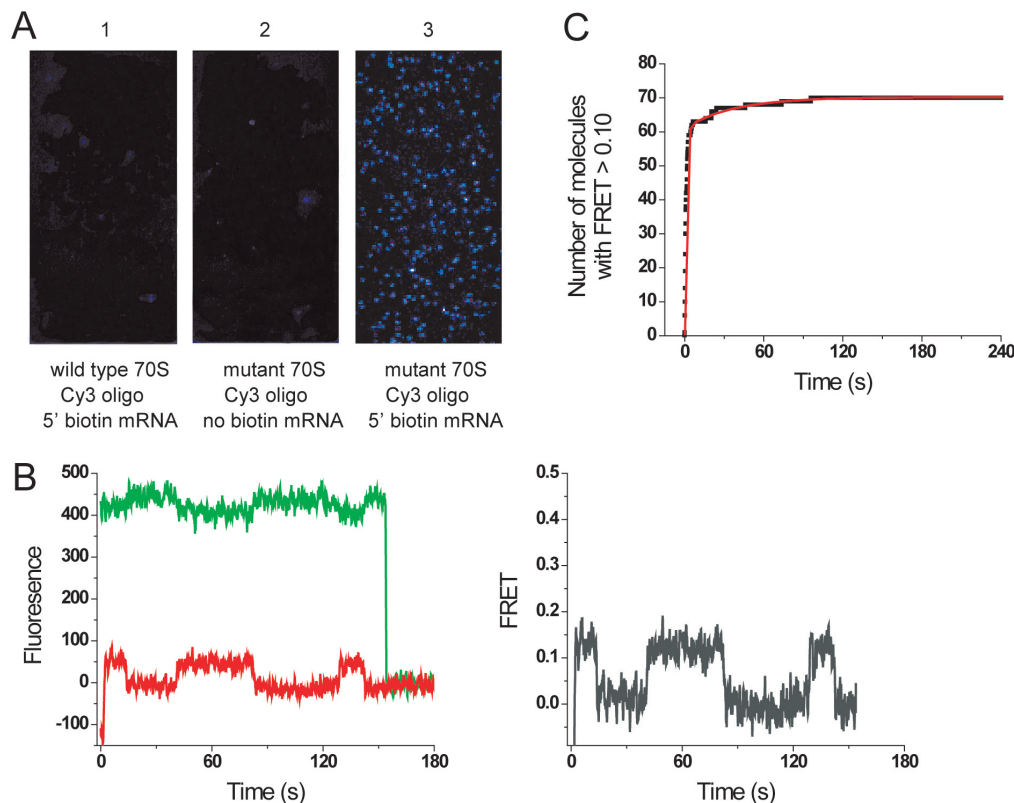 A
1
2
3
wild type 70S
Cy3 oligo
5' biotin mRNA
mutant 70S
Cy3 oligo
no biotin mRNA
mutant 70S
Cy3 oligo
5' biotin mRNA
C
Number of molecules
with FRET > 0.10
80
70
60
50
40
30
20
10
0
0
60
120
180
240
Time (s)
B
Fluoresence
500
400
300
200
100
0
-100
0
60
120
180
Time (s)
FRET
0.5
0.4
0.3
0.2
0.1
0.0
0
60
120
180
Time (s)